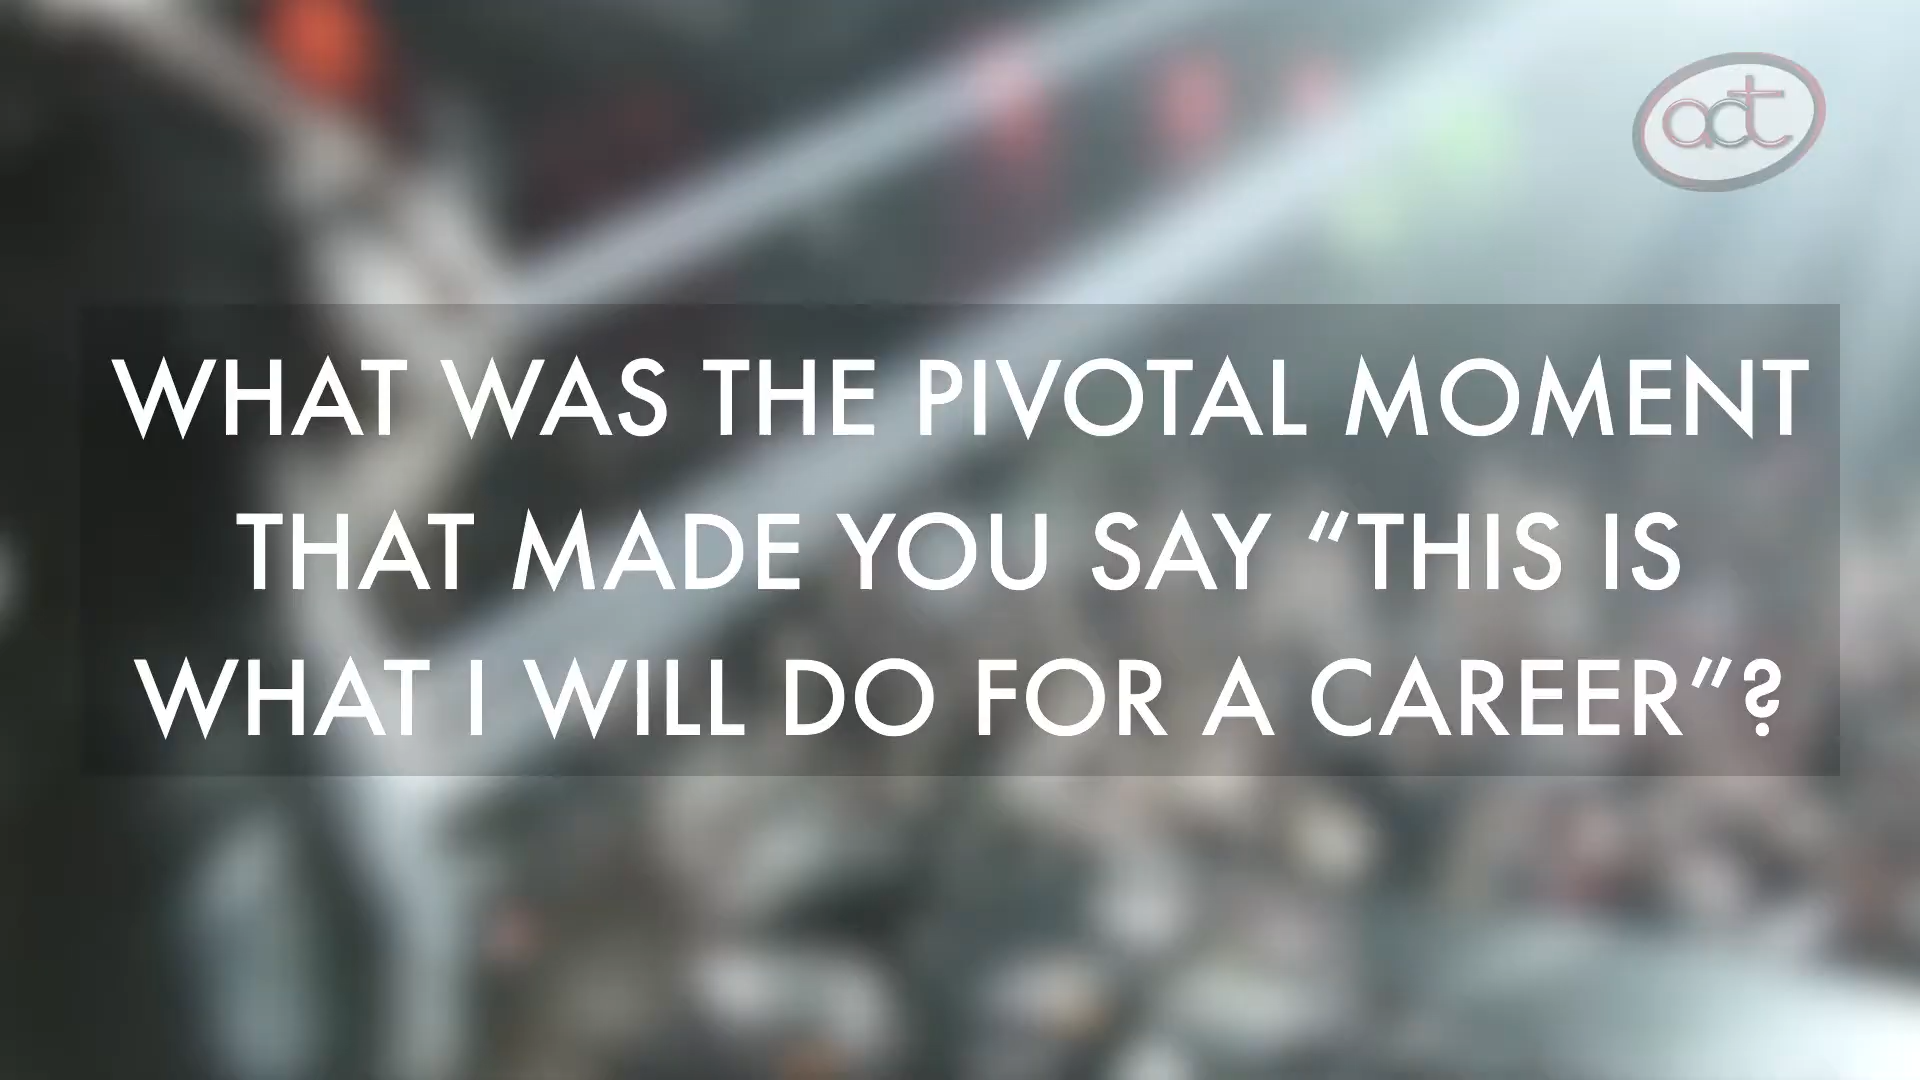 act
WHAT WAS THE PIVOTAL MOMENT
THAT MADE YOU SAY “THIS IS
WHAT I WILL DO FOR A CAREER”?